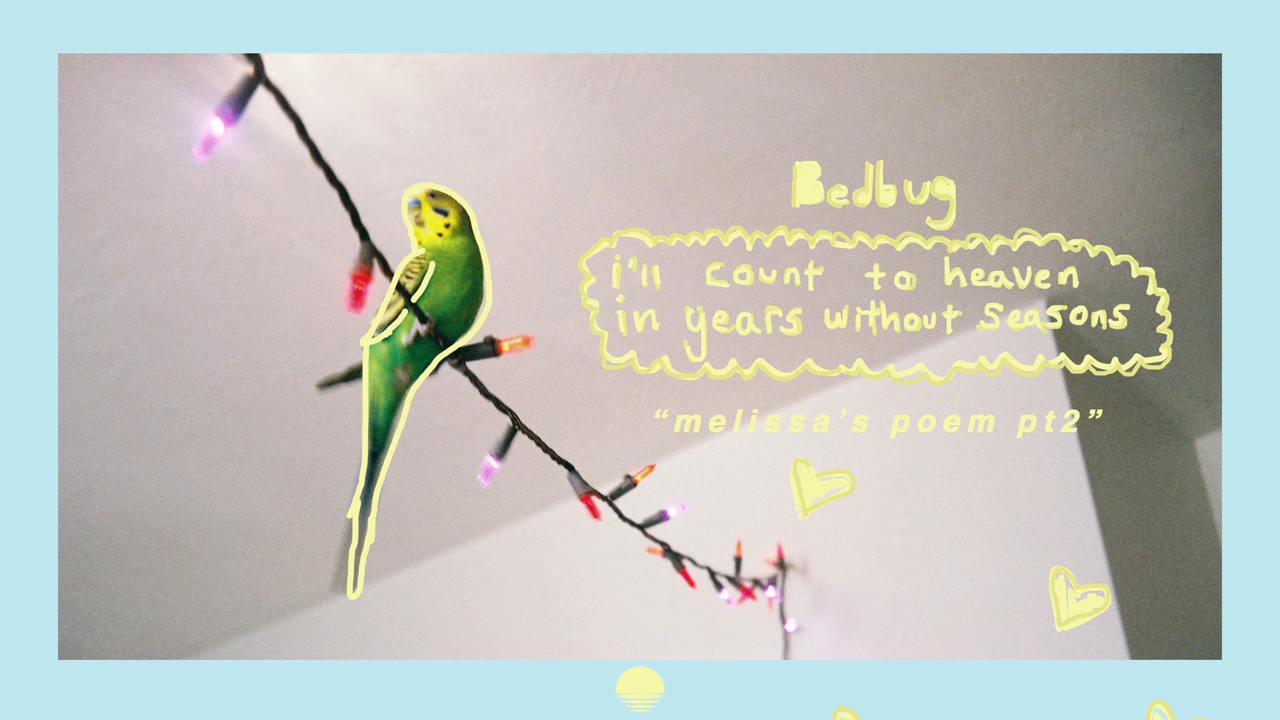 Bedbug
i'll count to heaven
in years without seasons
“melissa’s poem pt2”